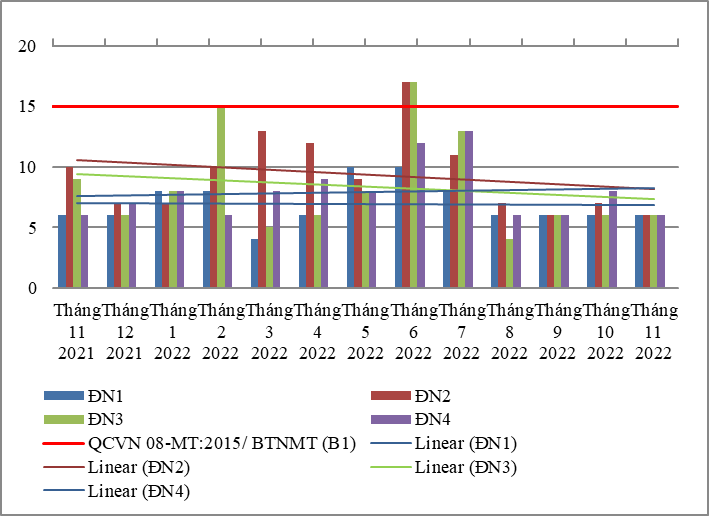 20
15
10
5
0
Tháng Tháng Tháng Tháng Tháng Tháng Tháng Tháng Tháng Tháng Tháng Tháng Tháng
11 12 1 2 3 4 5 6 7 8 9 10 11
2021 2021 2022 2022 2022 2022 2022 2022 2022 2022 2022 2022 2022
ĐN1 ĐN2
ĐN3 ĐN4
QCVN 08-MT:2015/ BTNMT (B1) Linear (ĐN1)
Linear (ĐN2) Linear (ĐN3)
Linear (ĐN4)